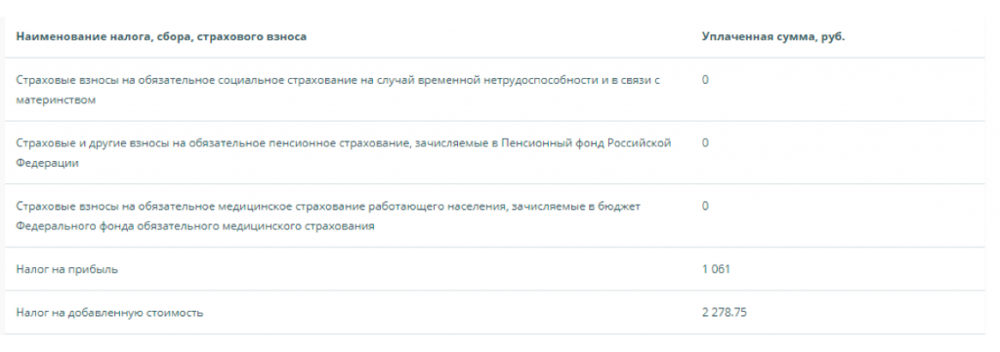 Наименование налога, сбора, страхового взноса Уплаченная сумма, руб.
Страховые взносы на обязательное социальное страхование на случай временной нетрудоспособности и в связи с 0
материнством
Страховые и другие взносы на обязательное пенсионное страхование, зачисляемые в Пенсионный фонд Российской 0
Федерации
Страховые взносы на обязательное медицинское страхование работающего населения, зачисляемые в бюджет 0
Федерального фонда обязательного медицинского страхования
Налог на прибыль 1 061
Налог на добавленную стоимость 2 278.75